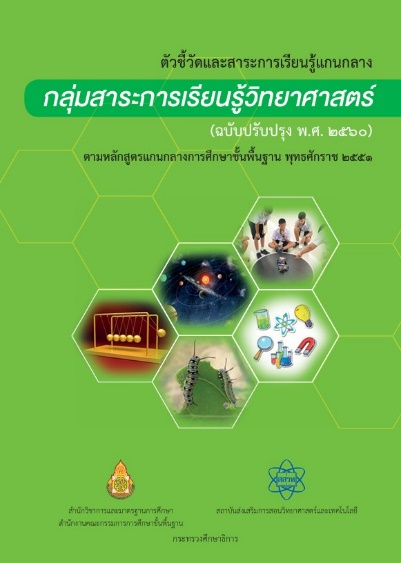 ตัวชี้วัดและสาระการเรียนรู้แกนกลาง
กลุ่มสาระการเรียนรู้วิทยาศาสตร์
(ฉบับปรับปรุง พ.ศ. ๒๕๖๐)
ตามหลักสูตรแกนกลางการศึกษาขั้นพื้นฐาน พุทธศักราช ๒๕๕๑
สสวท
สำนักวิชาการและมาตรฐานการศึกษา
สำนักงานคณะกรรมการการศึกษาขั้นพื้นฐาน
สถาบันส่งเสริมการสอนวิทยาศาสตร์และเทคโนโลยี
กระทรวงศึกษาธิการ